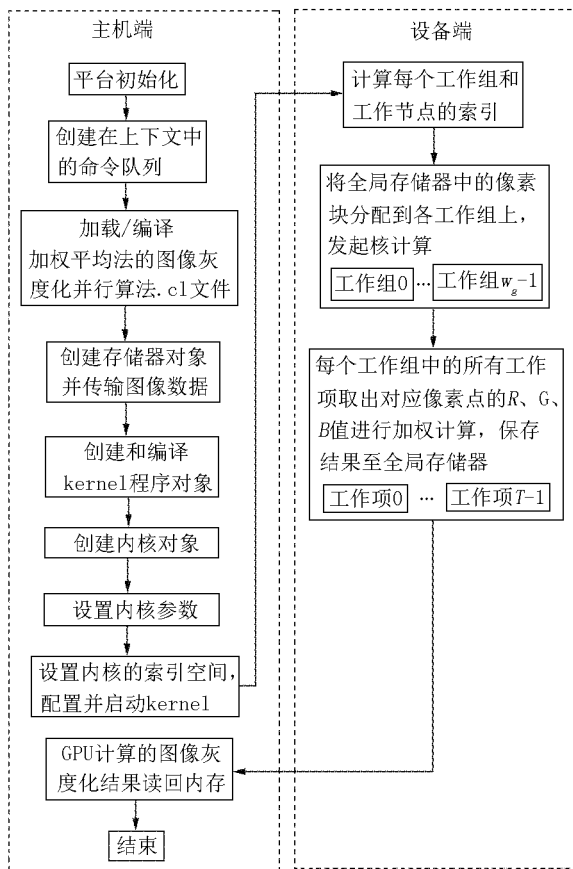 主机端
平台初始化
创建在上下文中
的命令队列
加载/编译
加权平均法的图像灰
度化并行算法.cl文件
创建存储器对象
并传输图像数据
创建和编译
kernel程序对象
创建内核对象
设置内核参数
设置内核的索引空间,
配置并启动kernel
GPU计算的图像灰
度化结果读回内存
结束
设备端
计算每个工作组和
工作节点的索引
将全局存储器中的像素
块分配到各工作组上,
发起核计算
工作组0 … 工作组wg-1
每个工作组中的所有工作
项取出对应像素点的R、G、
B值进行加权计算, 保存
结果至全局存储器
工作项0 … 工作项T-1